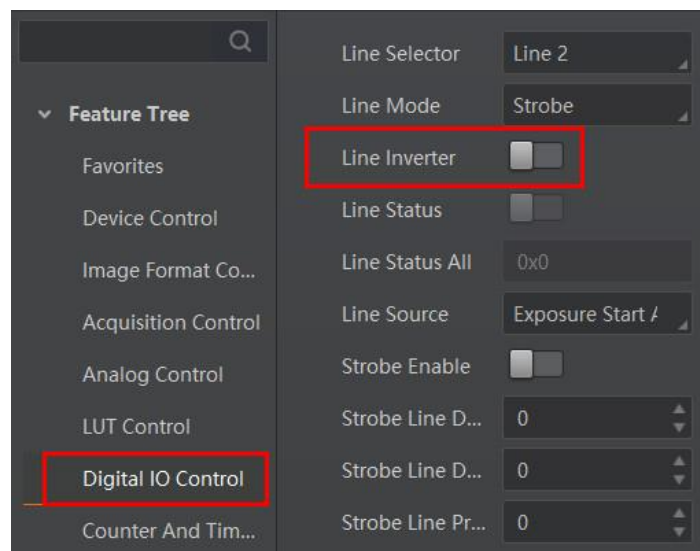 Feature Tree
Favorites
Device Control
Image Format Co...
Acquisition Control
Analog Control
LUT Control
Digital IO Control
Counter And Tim...
Line Selector Line 2
Line Mode Strobe
Line Inverter
Line Status
Line Status All 0x0
Line Source Exposure Start
Strobe Enable
Strobe Line D... 0
Strobe Line D... 0
Strobe Line Pr... 0